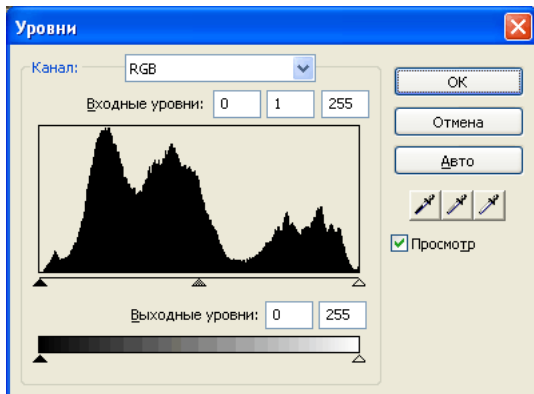 Уровни
Канал: RGB
Входные уровни: 0 1 255
Выходные уровни: 0 255
OK
Отмена
Авто
Просмотр